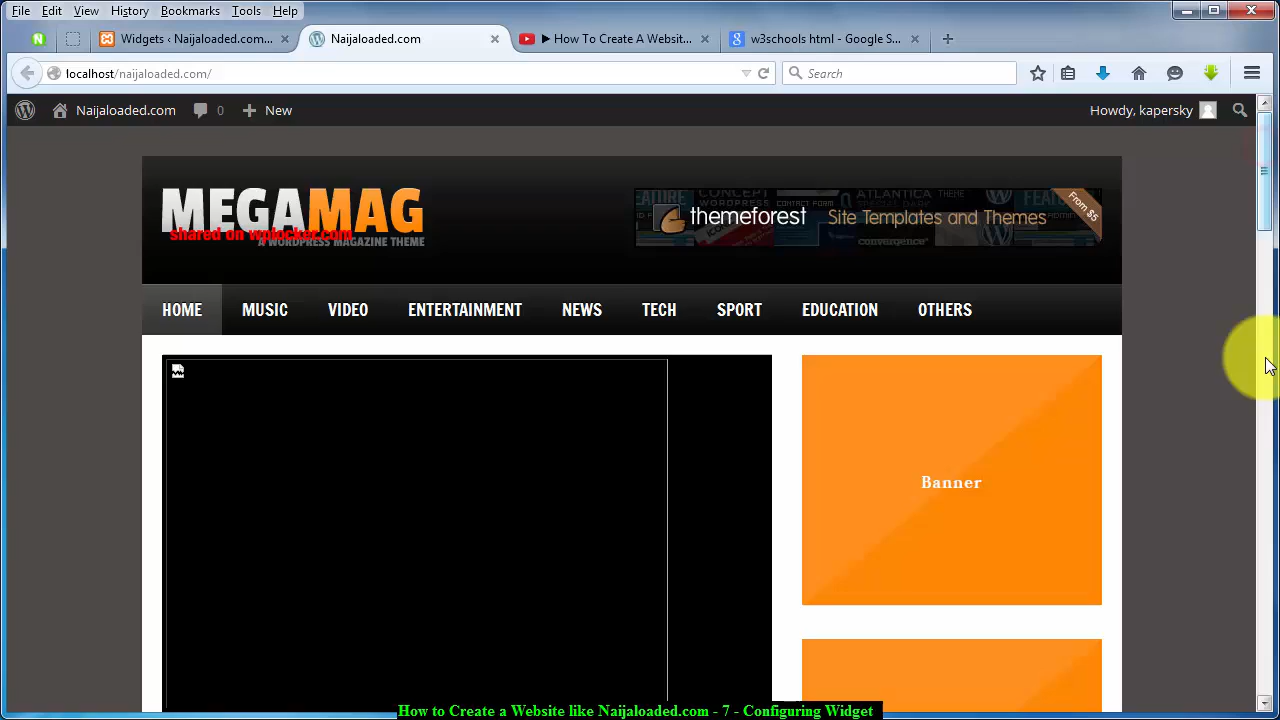 File Edit View History Bookmarks Tools Help
Widgets ‹ Naijaloaded.com... Naijaloaded.com How To Create A Websit... w3schools html - Google S...
localhost/naijaloaded.com/ Search
Naijaloaded.com 0 New Howdy, kapersky
MEGAMAG
shared on wplocker.com
A WORDPRESS MAGAZINE THEME
themeforest Site Templates and Themes From $5
HOME MUSIC VIDEO ENTERTAINMENT NEWS TECH SPORT EDUCATION OTHERS
Banner
How to Create a Website like Naijaloaded.com - 7 - Configuring Widget